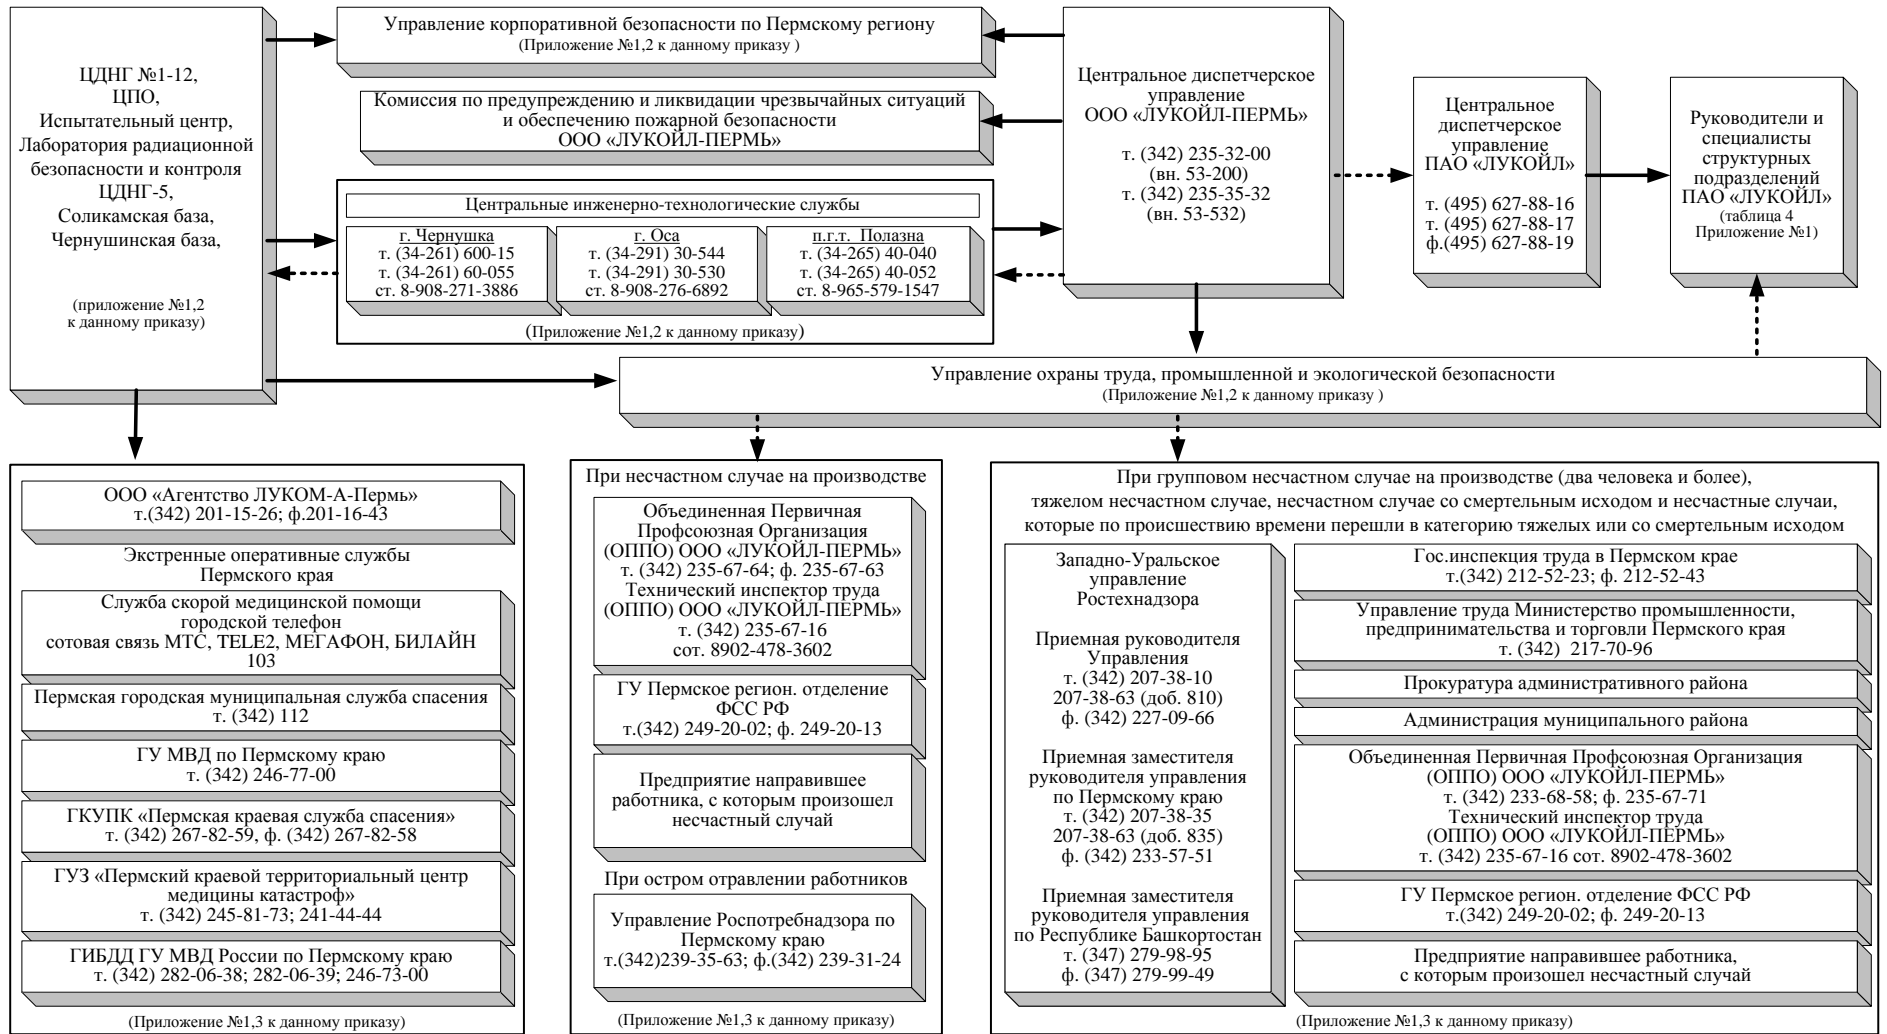 ЦДНГ №1-12,
ЦПО,
Испытательный центр,
Лаборатория радиационной
безопасности и контроля
ЦДНГ-5,
Соликамская база,
Чернушинская база,
(приложение №1,2
к данному приказу)
Управление корпоративной безопасности по Пермскому региону
(Приложение №1,2 к данному приказу )
Комиссия по предупреждению и ликвидации чрезвычайных ситуаций
и обеспечению пожарной безопасности
ООО «ЛУКОЙЛ-ПЕРМЬ»
Центральные инженерно-технологические службы
г. Чернушка
т. (34-261) 600-15
т. (34-261) 60-055
ст. 8-908-271-3886
г. Оса
т. (34-291) 30-544
т. (34-291) 30-530
ст. 8-908-276-6892
п.г.т. Полазна
т. (34-265) 40-040
т. (34-265) 40-052
ст. 8-965-579-1547
(Приложение №1,2 к данному приказу)
Центральное диспетчерское
управление
ООО «ЛУКОЙЛ-ПЕРМЬ»
т. (342) 235-32-00
(вн. 53-200)
т. (342) 235-35-32
(вн. 53-532)
Центральное
диспетчерское
управление
ПАО «ЛУКОЙЛ»
т. (495) 627-88-16
т. (495) 627-88-17
ф.(495) 627-88-19
Руководители и
специалисты
структурных
подразделений
ПАО «ЛУКОЙЛ»
(таблица 4
Приложение №1)
Управление охраны труда, промышленной и экологической безопасности
(Приложение №1,2 к данному приказу )
ООО «Агентство ЛУКОМ-А-Пермь»
т.(342) 201-15-26; ф.201-16-43
Экстренные оперативные службы
Пермского края
Служба скорой медицинской помощи
городской телефон
сотовая связь МТС, TELE2, МЕГАФОН, БИЛАЙН
103
Пермская городская муниципальная служба спасения
т. (342) 112
ГУ МВД по Пермскому краю
т. (342) 246-77-00
ГКУПК «Пермская краевая служба спасения»
т. (342) 267-82-59, ф. (342) 267-82-58
ГУЗ «Пермский краевой территориальный центр
медицины катастроф»
т. (342) 245-81-73; 241-44-44
ГИБДД ГУ МВД России по Пермскому краю
т. (342) 282-06-38; 282-06-39; 246-73-00
(Приложение №1,3 к данному приказу)
При несчастном случае на производстве
Объединенная Первичная
Профсоюзная Организация
(ОППО) ООО «ЛУКОЙЛ-ПЕРМЬ»
т. (342) 235-67-64; ф. 235-67-63
Технический инспектор труда
(ОППО) ООО «ЛУКОЙЛ-ПЕРМЬ»
т. (342) 235-67-16
сот. 8902-478-3602
ГУ Пермское регион. отделение
ФСС РФ
т.(342) 249-20-02; ф. 249-20-13
Предприятие направившее
работника, с которым произошел
несчастный случай
При остром отравлении работников
Управление Роспотребнадзора по
Пермскому краю
т.(342)239-35-63; ф.(342) 239-31-24
(Приложение №1,3 к данному приказу)
При групповом несчастном случае на производстве (два человека и более),
тяжелом несчастном случае, несчастном случае со смертельным исходом и несчастные случаи,
которые по происшествию времени перешли в категорию тяжелых или со смертельным исходом
Западно-Уральское
управление
Ростехнадзора
Приемная руководителя
Управления
т. (342) 207-38-10
207-38-63 (доб. 810)
ф. (342) 227-09-66
Приемная заместителя
руководителя управления
по Пермскому краю
т. (342) 207-38-35
207-38-63 (доб. 835)
ф. (342) 233-57-51
Приемная заместителя
руководителя управления
по Республике Башкортостан
т. (347) 279-98-95
ф. (347) 279-99-49
Гос.инспекция труда в Пермском крае
т.(342) 212-52-23; ф. 212-52-43
Управление труда Министерство промышленности,
предпринимательства и торговли Пермского края
т. (342) 217-70-96
Прокуратура административного района
Администрация муниципального района
Объединенная Первичная Профсоюзная Организация
(ОППО) ООО «ЛУКОЙЛ-ПЕРМЬ»
т. (342) 233-68-58; ф. 235-67-71
Технический инспектор труда
(ОППО) ООО «ЛУКОЙЛ-ПЕРМЬ»
т. (342) 235-67-16 сот. 8902-478-3602
ГУ Пермское регион. отделение ФСС РФ
т.(342) 249-20-02; ф. 249-20-13
Предприятие направившее работника,
с которым произошел несчастный случай
(Приложение №1,3 к данному приказу)